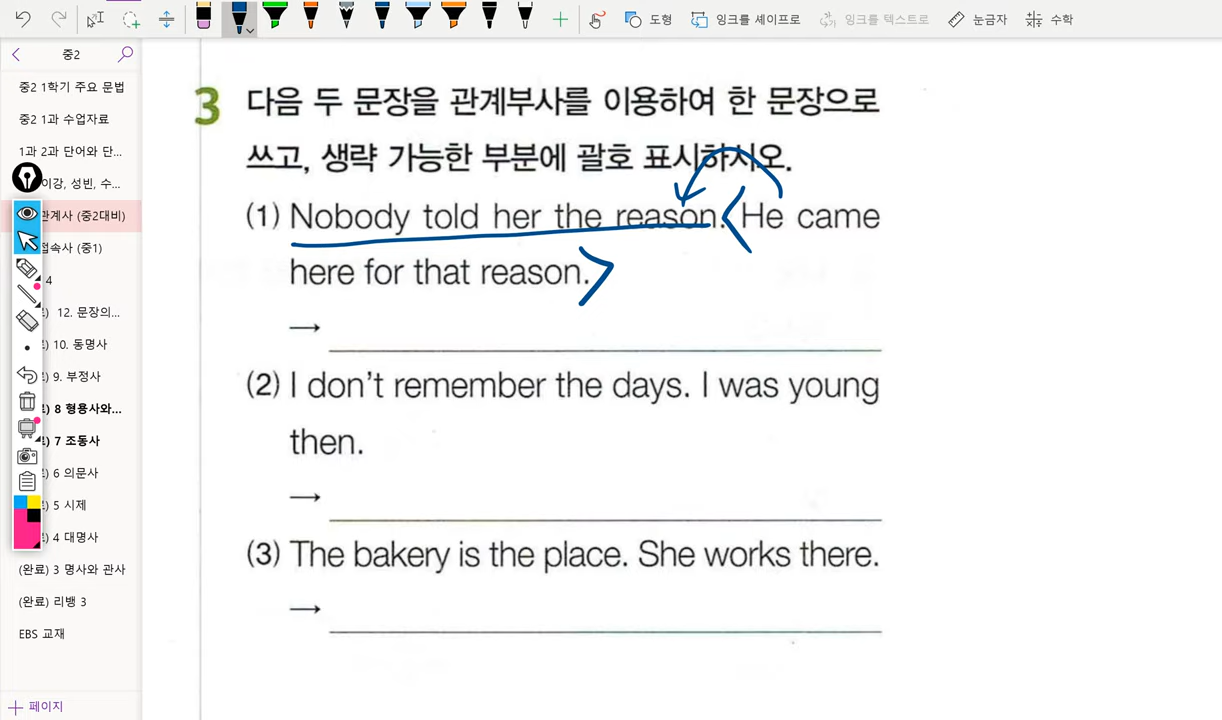 도형
잉크를 셰이프로
잉크를 텍스트로
눈금자
수학
중2
중2 1학기 주요 문법
중2 1과 수업자료
1과 2과 단어와 단...
이강, 성빈, 수...
관계사 (중2대비)
접속사 (중1)
4
) 12. 문장의...
) 10. 동명사
) 9. 부정사
) 8 형용사와...
) 7 조동사
) 6 의문사
) 5 시제
) 4 대명사
(완료) 3 명사와 관사
(완료) 리뱅 3
EBS 교재
페이지
3 다음 두 문장을 관계부사를 이용하여 한 문장으로
쓰고, 생략 가능한 부분에 괄호 표시하시오.
(1) Nobody told her the reason. He came
here for that reason.
→
(2) I don't remember the days. I was young
then.
→
(3) The bakery is the place. She works there.
→